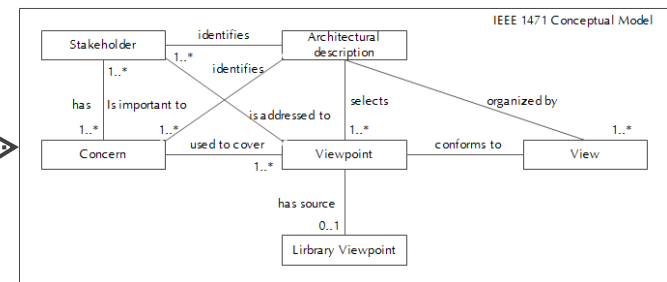 IEEE 1471 Conceptual Model
Stakeholder
identifies
Architectural
description
1..*
identifies
1..*
has
Is important to
is addressed to
selects
organized by
1..*
1..*
1..*
1..*
Concern
used to cover
1..*
Viewpoint
conforms to
View
has source
0..1
Lirbrary Viewpoint